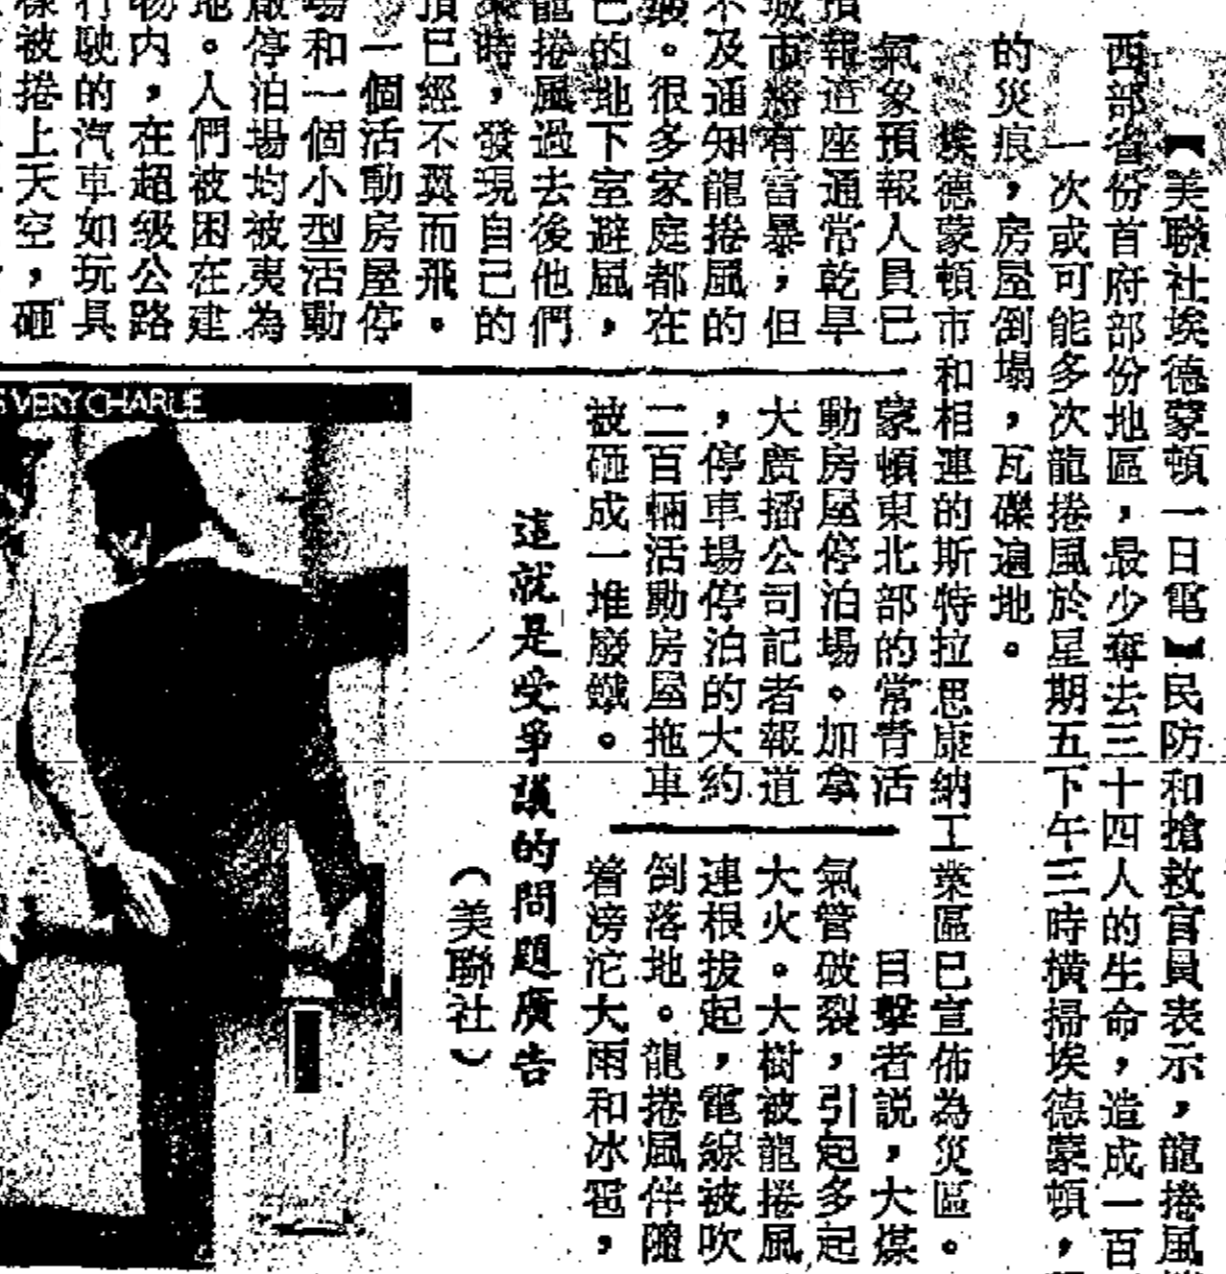 【美聯社埃德蒙頓一日電】民防和搶救官員表示，龍捲風
西部省份首府部份地區，最少奪去三十四人的生命，造成一百
一次或可能多次龍捲風於星期五下午三時橫掃埃德蒙頓，
的災痕，房屋倒塲，瓦礫遍地。
埃德蒙頓市和相連的斯特拉思康納工業區已宣佈為災區。
氣象預報人員已
預報道座通常乾旱
城市將有雷暴；但
不及通知龍捲風的
。很多家庭都在
已的地下室避風，
龍捲風過去後他們
時，發現自己的
頂已經不翼而飛。
一個活動房屋停
場和一個小型活動
停泊場均被夷為
地。人們被困在建
物内，在超級公路
行駛的汽車如玩具
樣被捲上天空，砸
蒙頓東北部的常青活
動房屋停泊場。加拿
大廣播公司記者報道
，停車場停泊的大約
二百輛活動房屋拖車
被砸成一堆廢鐵。
目擊者説，大煤
氣管破裂，引起多起
大火。大樹被龍捲風
連根拔起，電線被吹
倒落地。龍捲風伴隨
着滂沱大雨和冰雹，
這就是受爭議的問題廣告
（美聯社）
S VERY CHARLIE